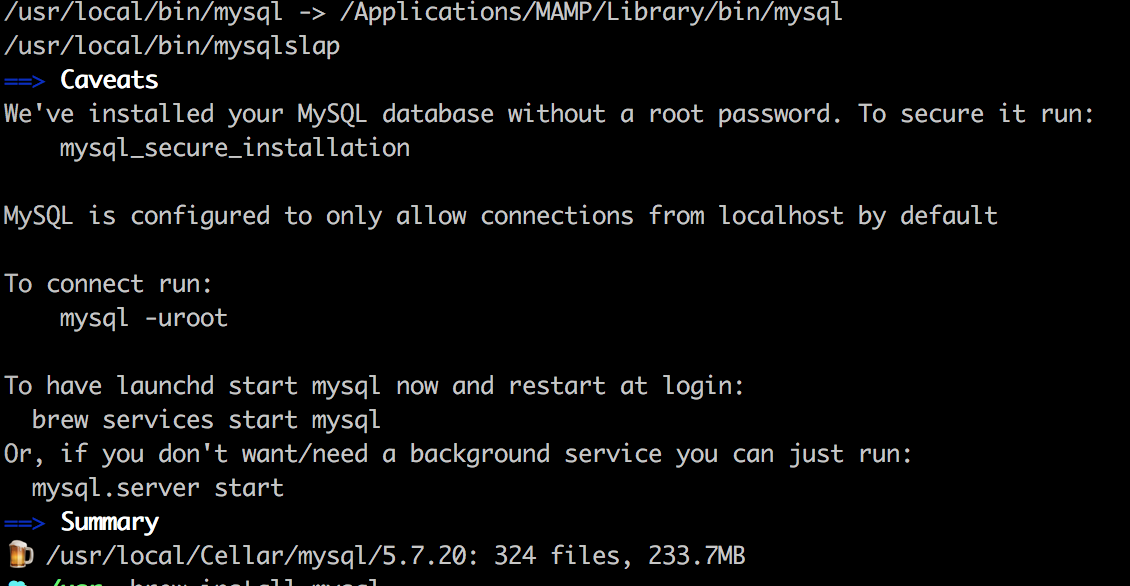 /usr/local/bin/mysql -> /Applications/MAMP/Library/bin/mysql
/usr/local/bin/mysqlslap
==> Caveats
We've installed your MySQL database without a root password. To secure it run:
    mysql_secure_installation
MySQL is configured to only allow connections from localhost by default
To connect run:
    mysql -uroot
To have launchd start mysql now and restart at login:
  brew services start mysql
Or, if you don't want/need a background service you can just run:
  mysql.server start
==> Summary
🍺 /usr/local/Cellar/mysql/5.7.20: 324 files, 233.7MB
/usr brew install mysql